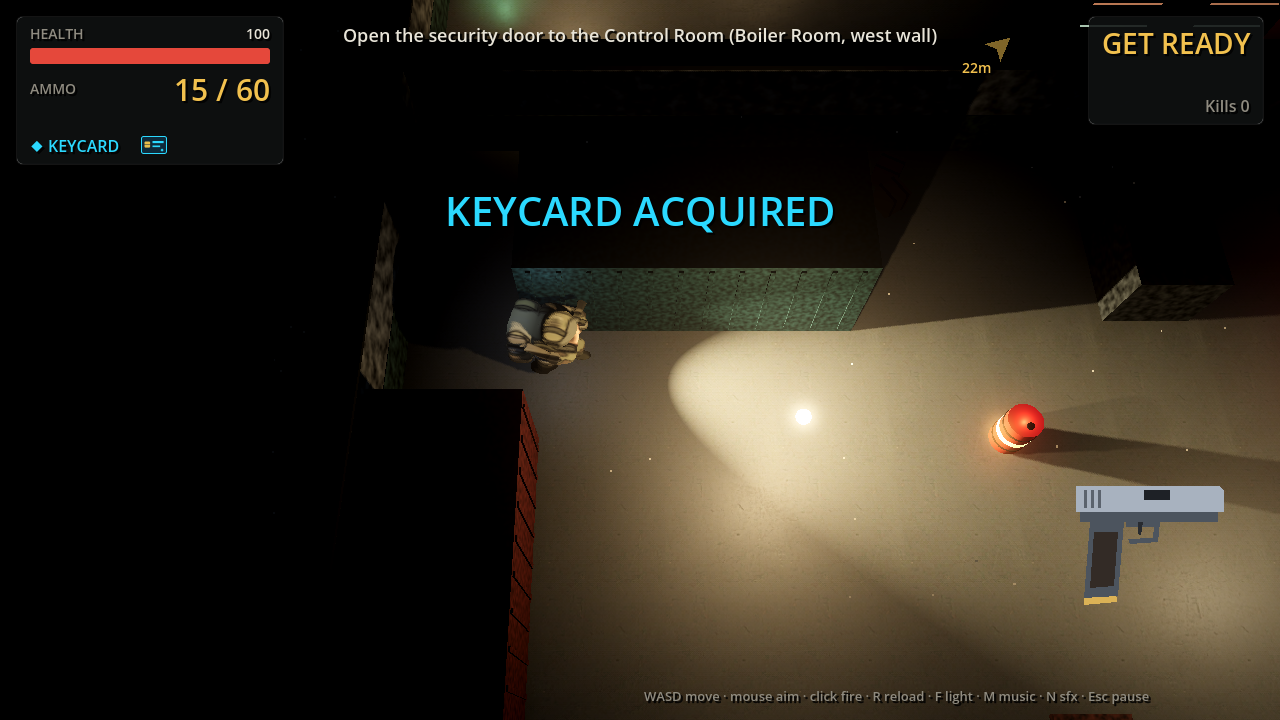 HEALTH 100
AMMO 15 / 60
◆ KEYCARD
Open the security door to the Control Room (Boiler Room, west wall)
22m
GET READY
Kills 0
KEYCARD ACQUIRED
WASD move · mouse aim · click fire · R reload · F light · M music · N sfx · Esc pause